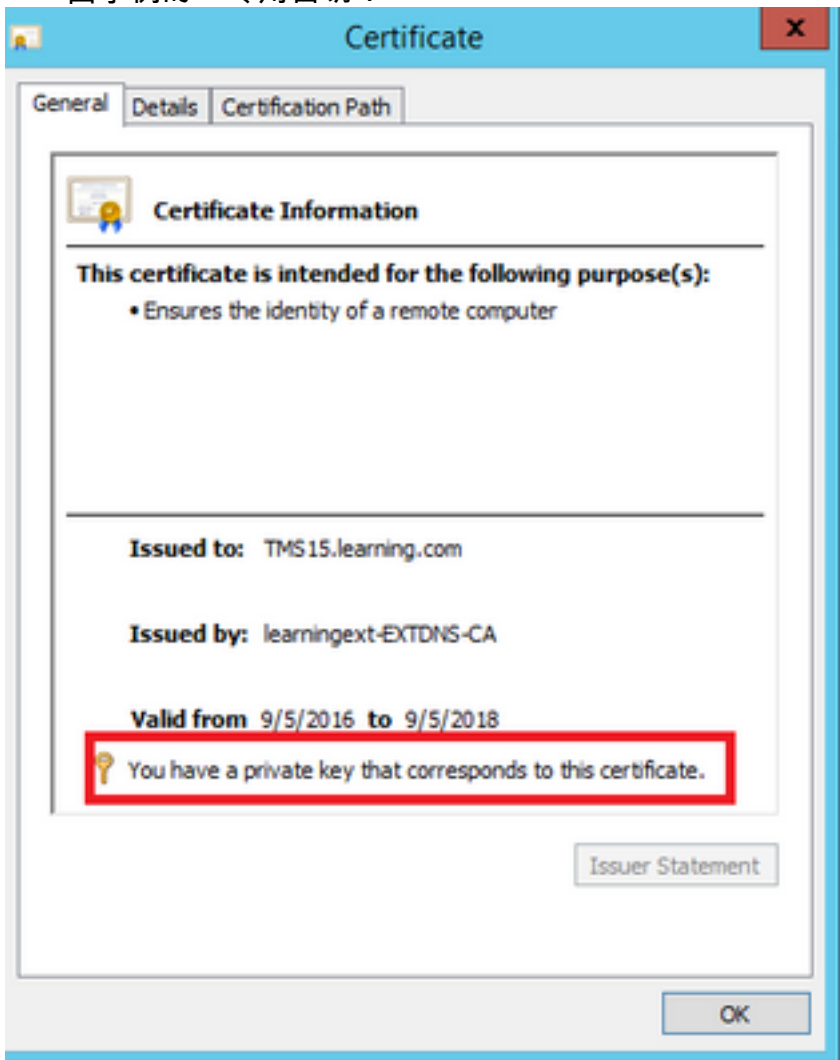 Certificate
x
General Details Certification Path
Certificate Information
This certificate is intended for the following purpose(s):
• Ensures the identity of a remote computer
Issued to: TMS15.learning.com
Issued by: learningext-EXTDNS-CA
Valid from 9/5/2016 to 9/5/2018
You have a private key that corresponds to this certificate.
Issuer Statement
OK